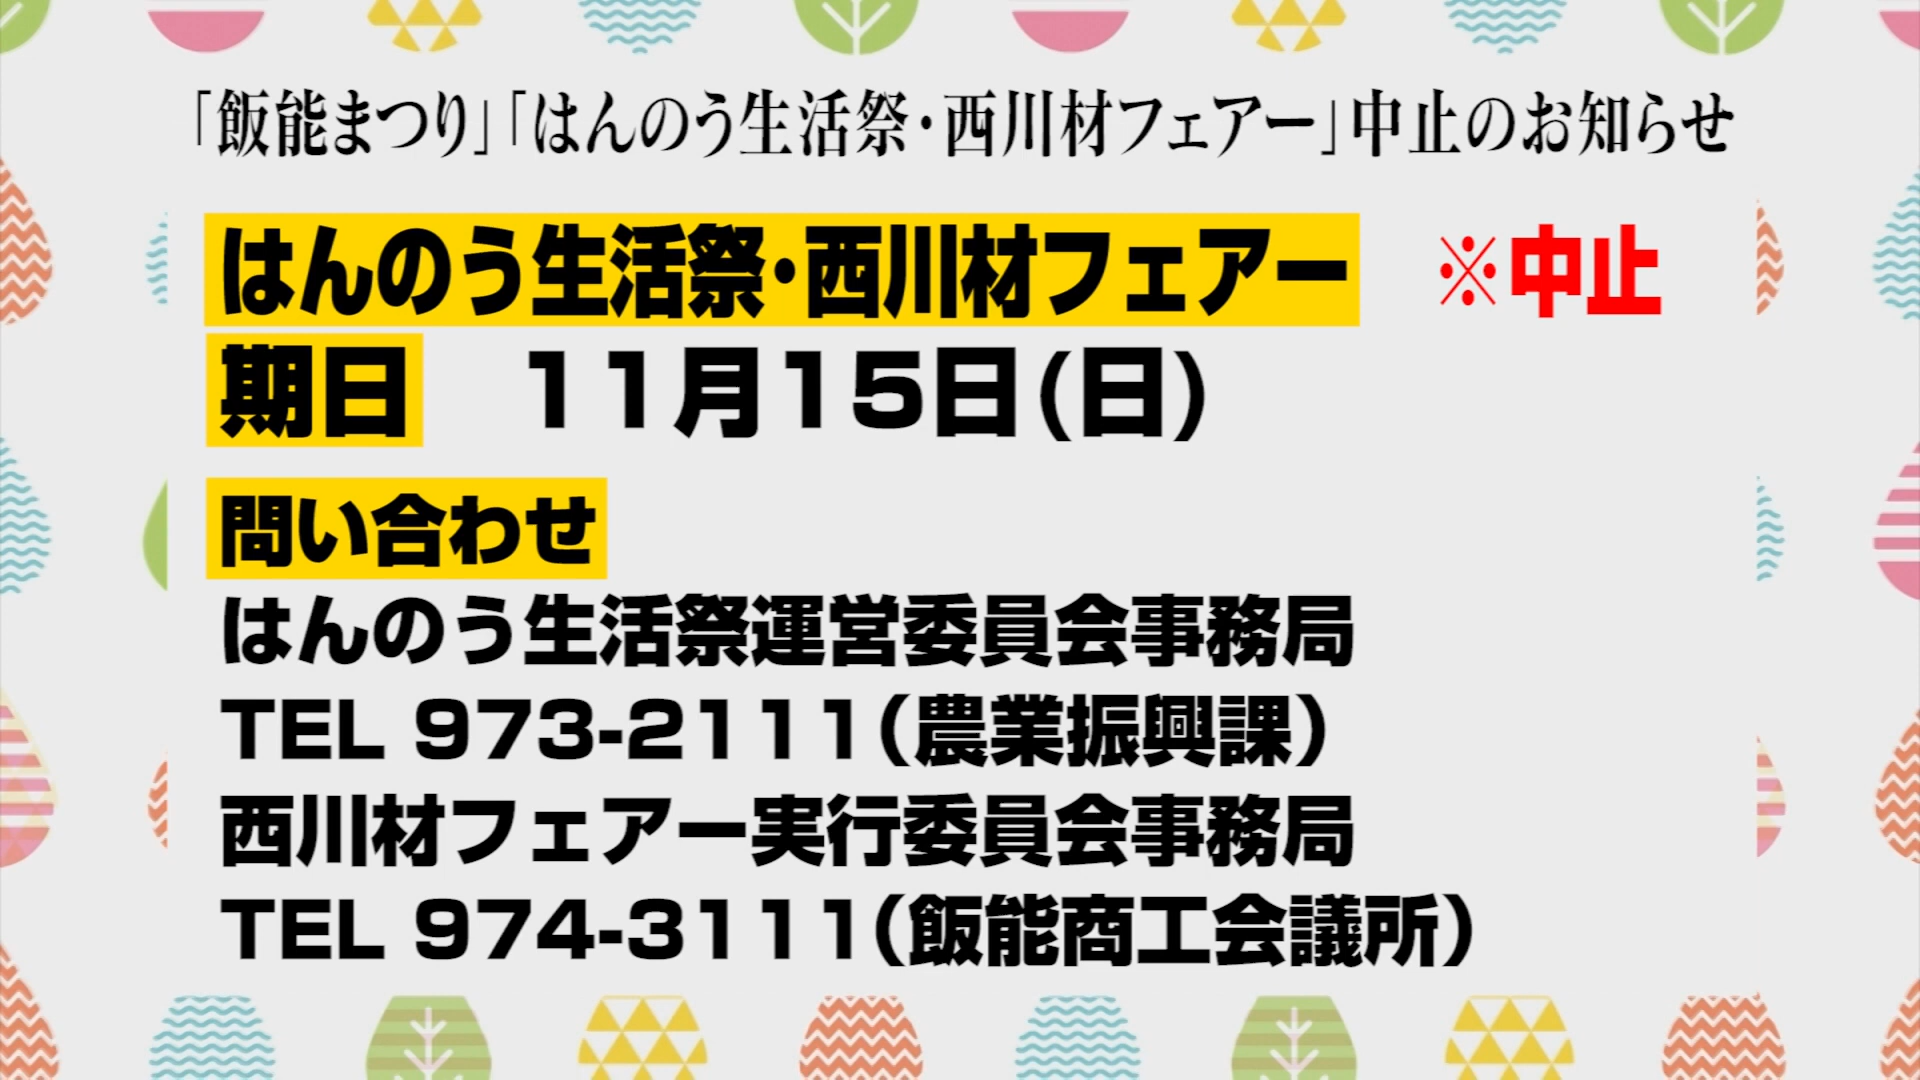 「飯能まつり」「はんのう生活祭・西川材フェアー」中止のお知らせ
はんのう生活祭・西川材フェアー ※中止
期日 11月15日(日)
問い合わせ
はんのう生活祭運営委員会事務局
TEL 973-2111(農業振興課)
西川材フェアー実行委員会事務局
TEL 974-3111(飯能商工会議所)